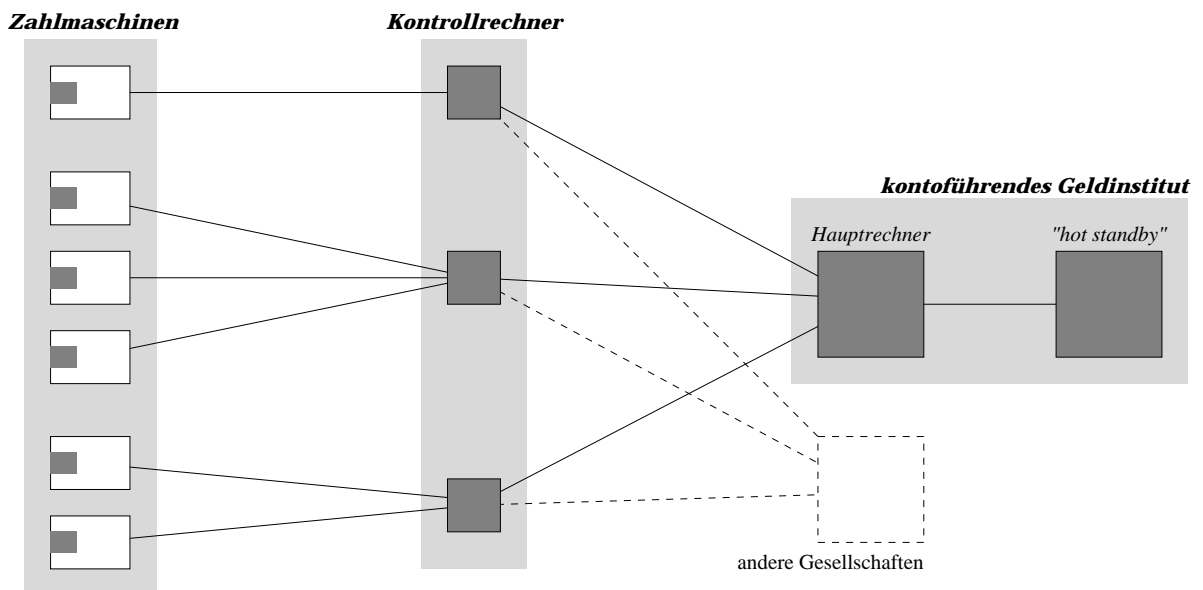 Zahlmaschinen
Kontrollrechner
kontoführendes Geldinstitut
Hauptrechner
"hot standby"
andere Gesellschaften